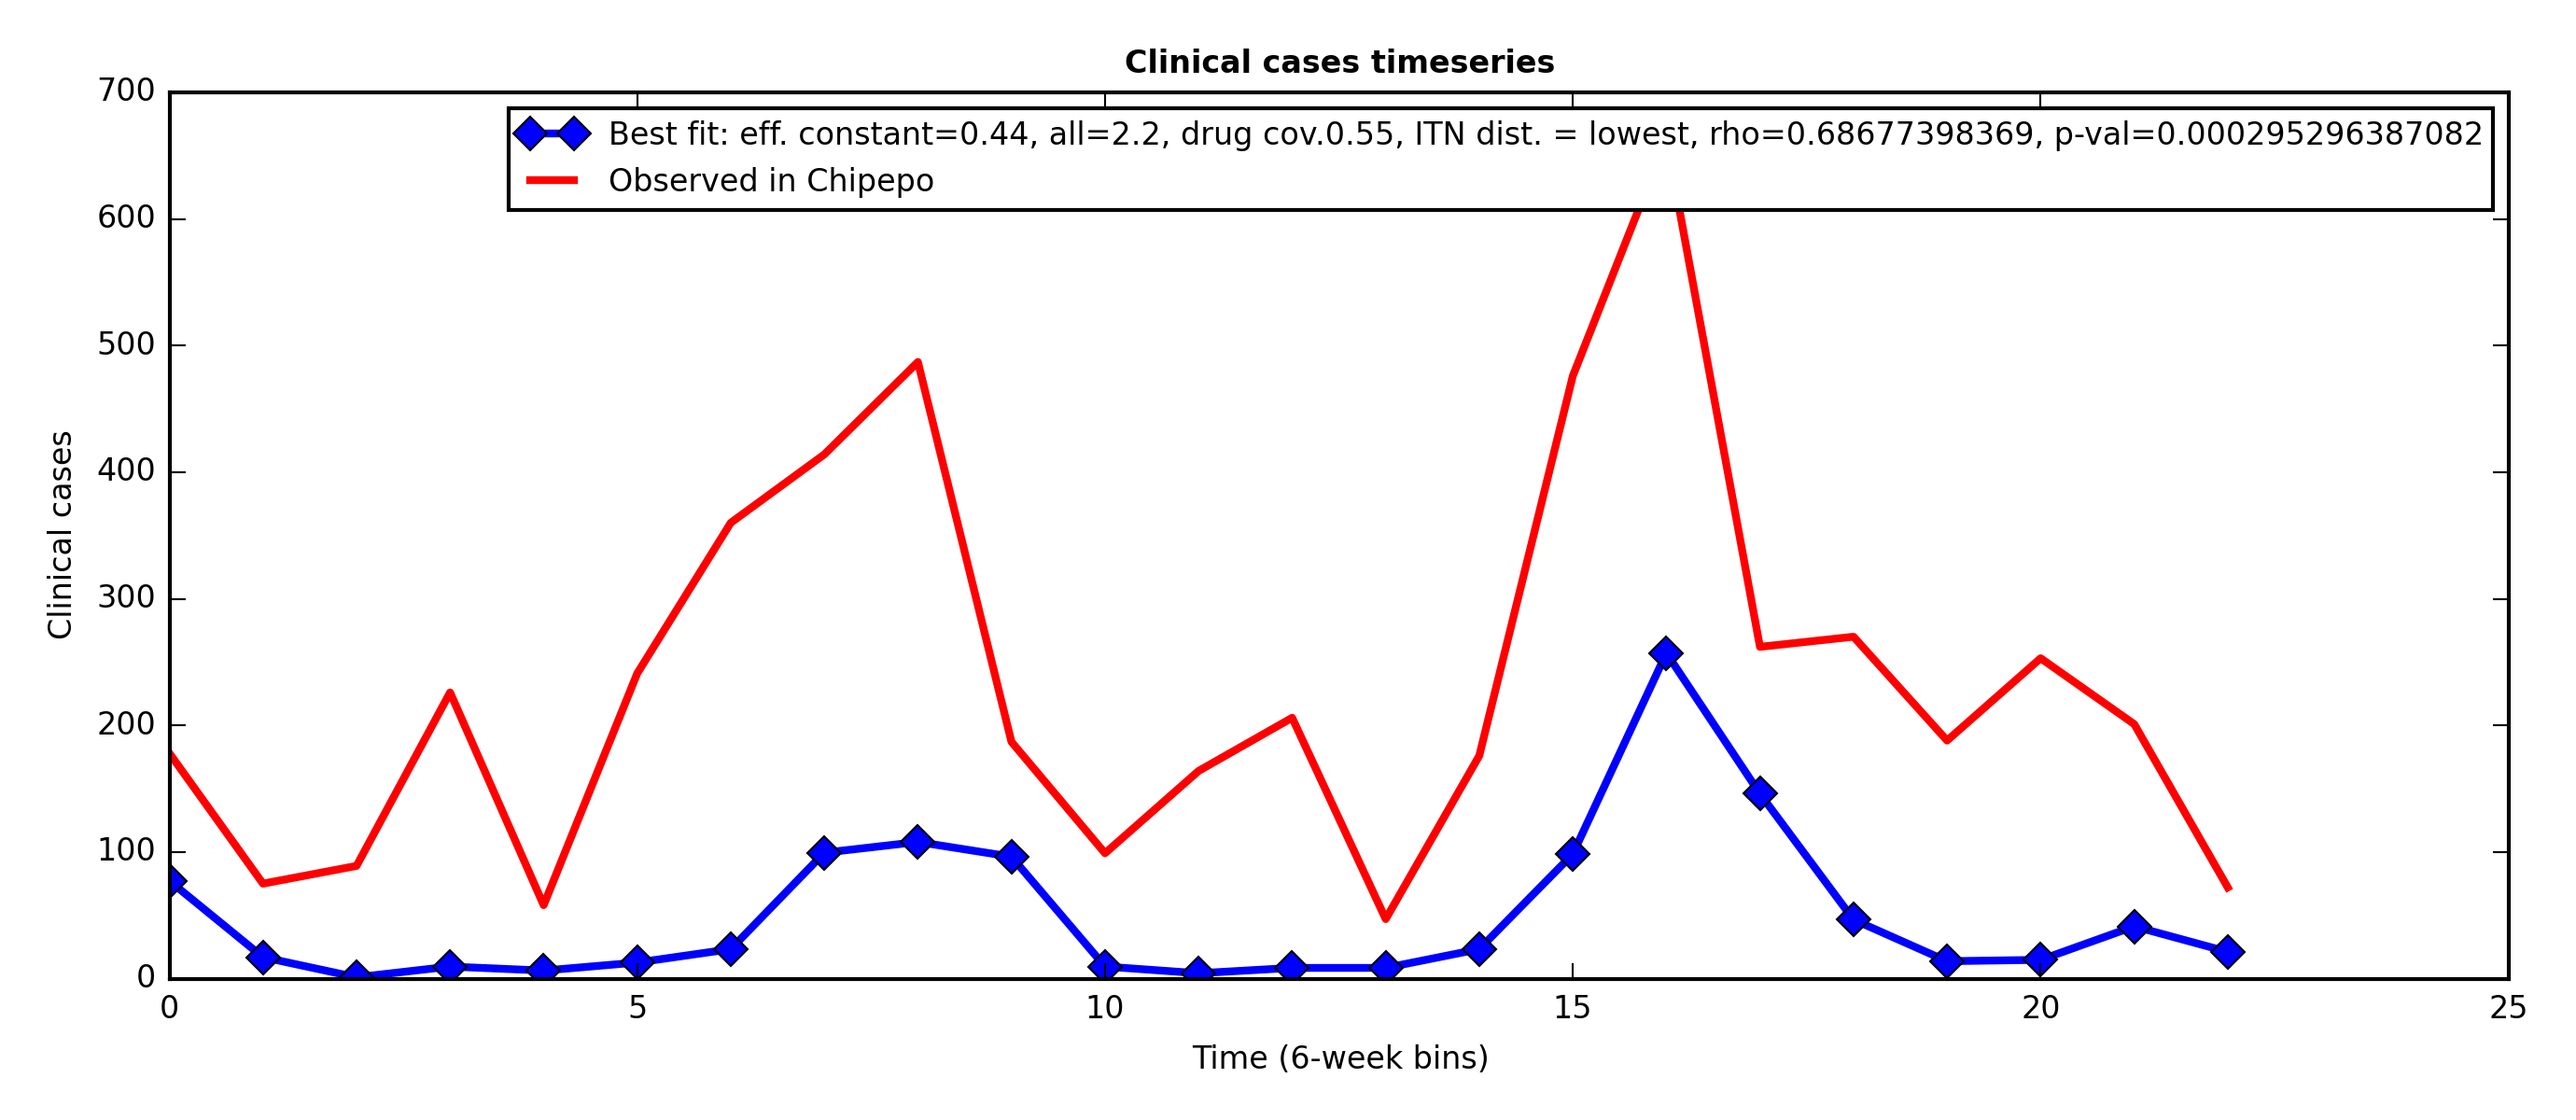 Clinical cases timeseries
700
600
500
400
300
200
100
0
Clinical cases
Best fit: eff. constant=0.44, all=2.2, drug cov.0.55, ITN dist. = lowest, rho=0.68677398369, p-val=0.000295296387082
Observed in Chipepo
0 5 10 15 20 25
Time (6-week bins)